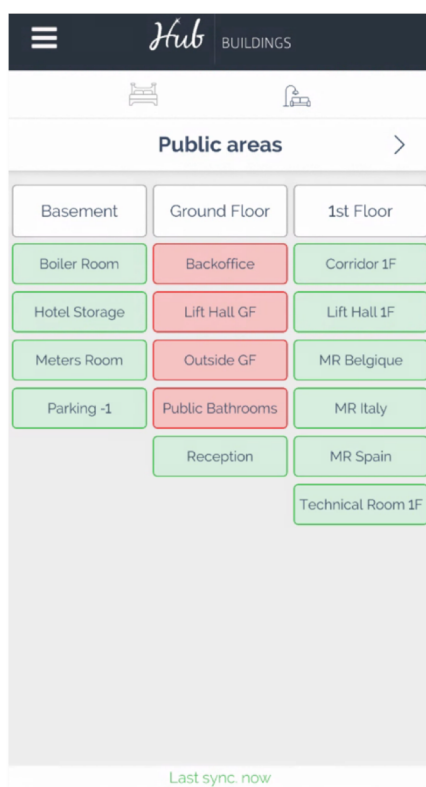 Hub BUILDINGS
Public areas
Basement Ground Floor 1st Floor
Boiler Room Backoffice Corridor 1F
Hotel Storage Lift Hall GF Lift Hall 1F
Meters Room Outside GF MR Belgique
Parking -1 Public Bathrooms MR Italy
Reception MR Spain
Technical Room 1F
Last sync. now